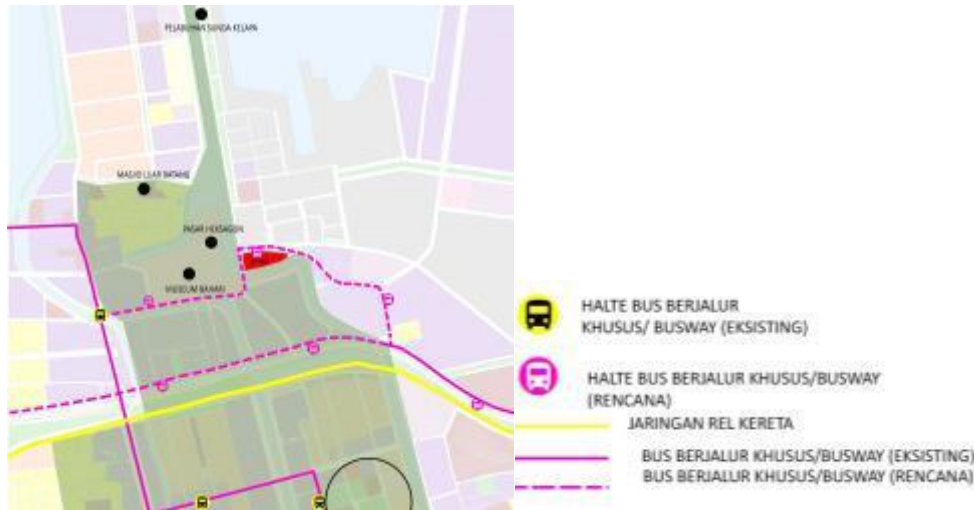 PELABUHAN SUNDA KELAPA
MASJID LUAR BATANG
PASAR HEKSAGON
MUSEUM BAHARI
HALTE BUS BERJALUR
KHUSUS/ BUSWAY (EKSISTING)
HALTE BUS BERJALUR KHUSUS/BUSWAY
(RENCANA)
JARINGAN REL KERETA
BUS BERJALUR KHUSUS/BUSWAY (EKSISTING)
BUS BERJALUR KHUSUS/BUSWAY (RENCANA)